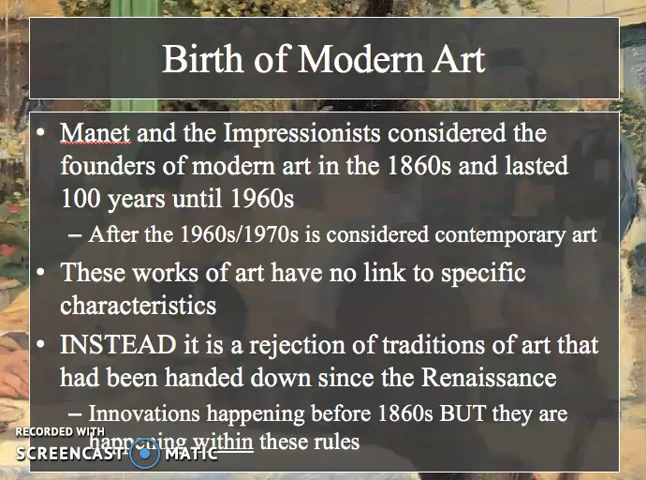 Birth of Modern Art
• Manet and the Impressionists considered the
founders of modern art in the 1860s and lasted
100 years until 1960s
– After the 1960s/1970s is considered contemporary art
• These works of art have no link to specific
characteristics
• INSTEAD it is a rejection of traditions of art that
had been handed down since the Renaissance
– Innovations happening before 1860s BUT they are
happening within these rules
RECORDED WITH
SCREENCAST MATIC